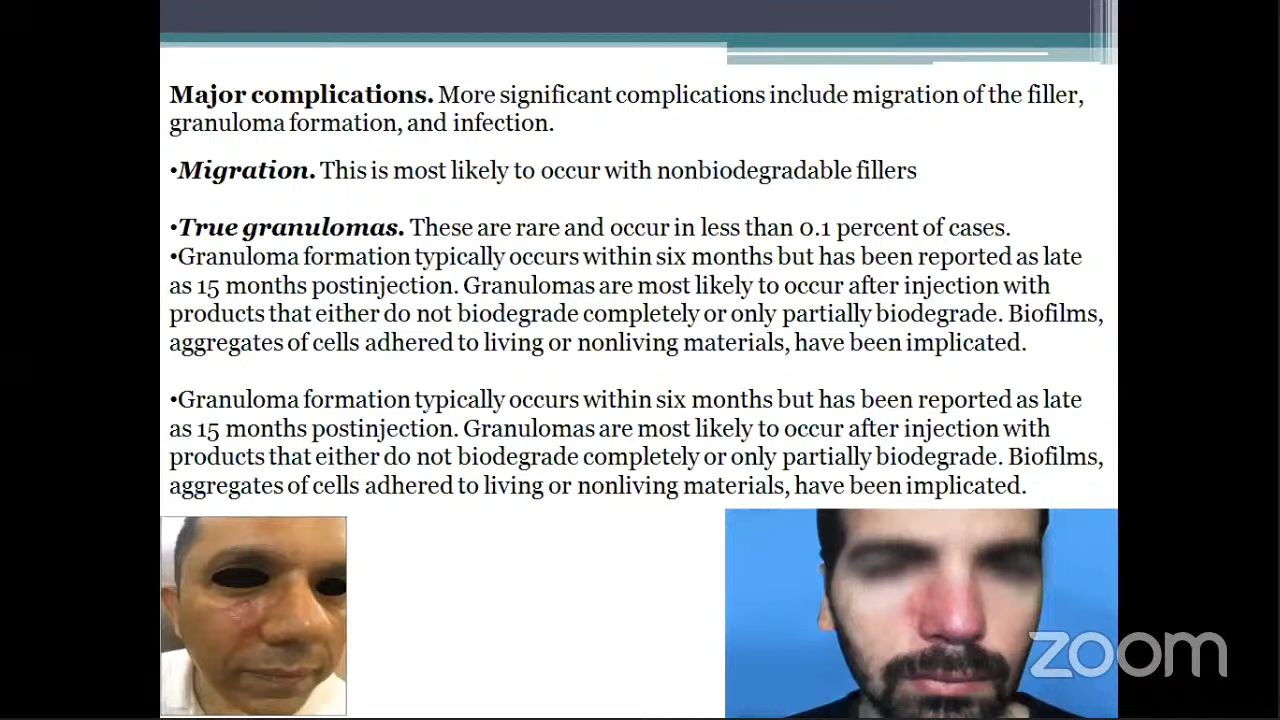 Major complications. More significant complications include migration of the filler,
granuloma formation, and infection.
•Migration. This is most likely to occur with nonbiodegradable fillers
•True granulomas. These are rare and occur in less than 0.1 percent of cases.
•Granuloma formation typically occurs within six months but has been reported as late
as 15 months postinjection. Granulomas are most likely to occur after injection with
products that either do not biodegrade completely or only partially biodegrade. Biofilms,
aggregates of cells adhered to living or nonliving materials, have been implicated.
•Granuloma formation typically occurs within six months but has been reported as late
as 15 months postinjection. Granulomas are most likely to occur after injection with
products that either do not biodegrade completely or only partially biodegrade. Biofilms,
aggregates of cells adhered to living or nonliving materials, have been implicated.
zoom